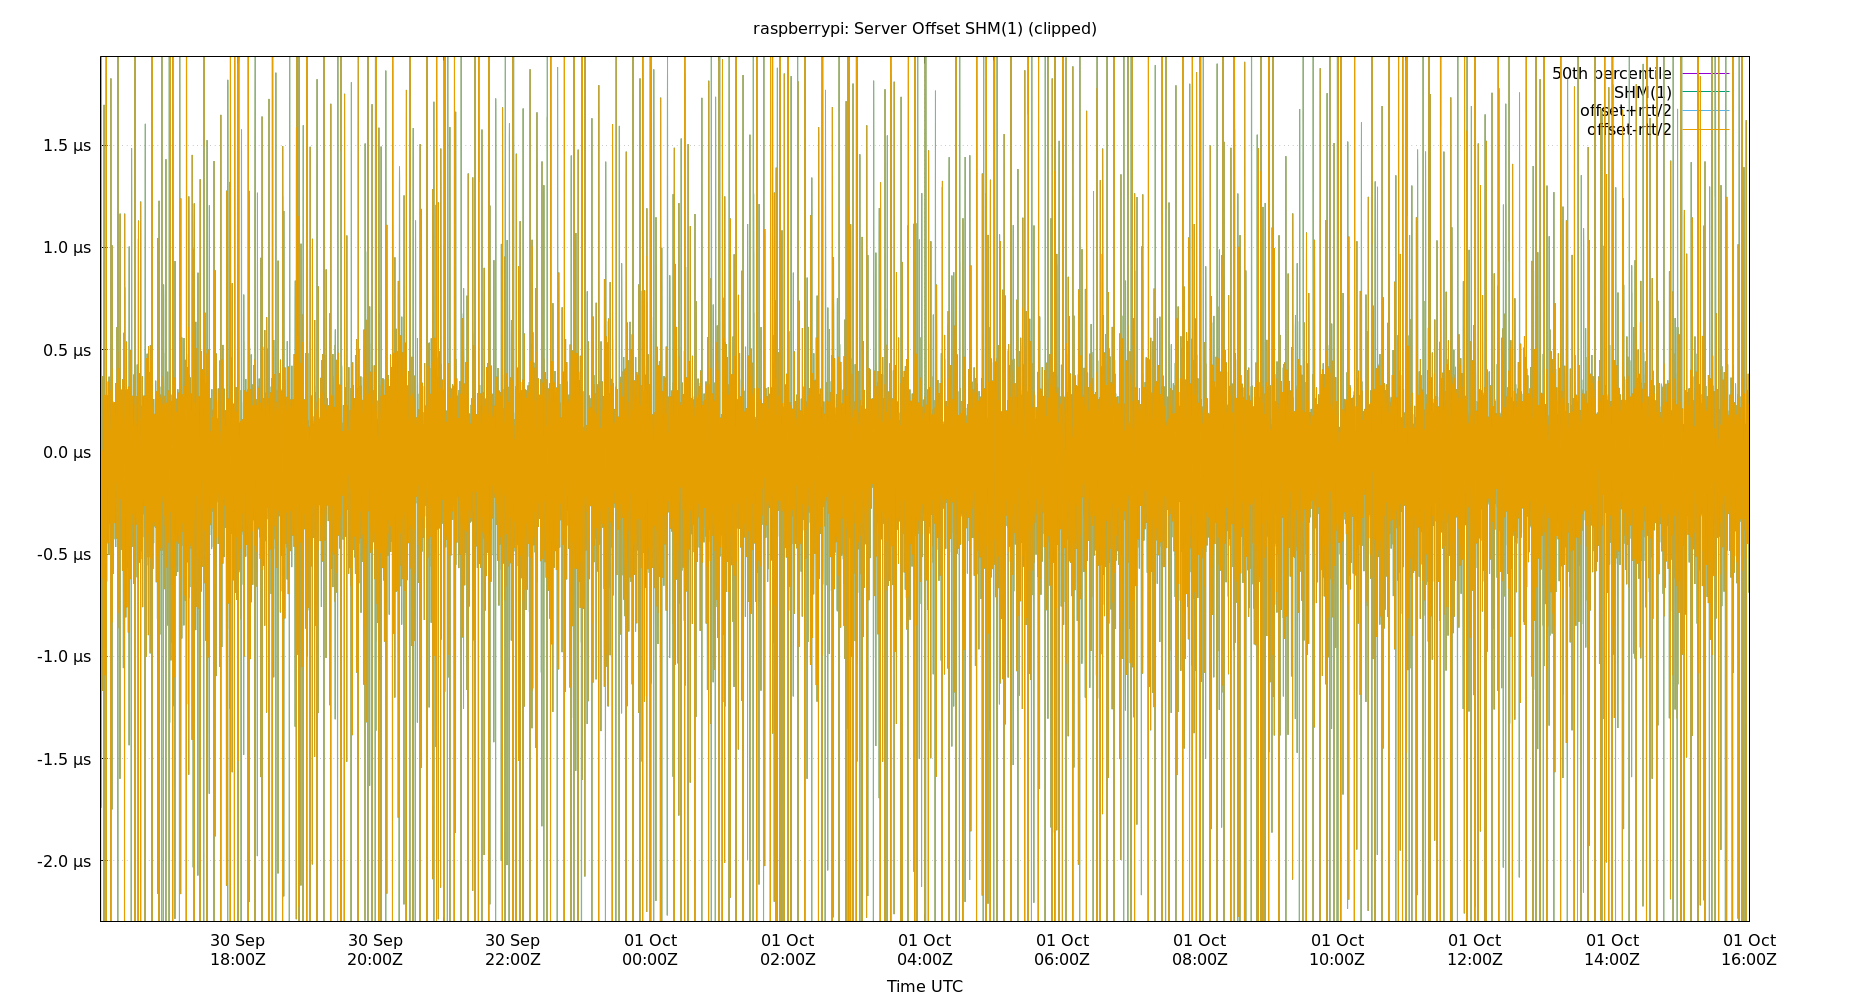 raspberrypi: Server Offset SHM(1) (clipped)
50th percentile
SHM(1)
offset+rtt/2
offset-rtt/2
1.5 µs
1.0 µs
0.5 µs
0.0 µs
-0.5 µs
-1.0 µs
-1.5 µs
-2.0 µs
30 Sep 30 Sep 30 Sep 01 Oct 01 Oct 01 Oct 01 Oct 01 Oct 01 Oct 01 Oct 01 Oct 01 Oct
18:00Z 20:00Z 22:00Z 00:00Z 02:00Z 04:00Z 06:00Z 08:00Z 10:00Z 12:00Z 14:00Z 16:00Z
Time UTC